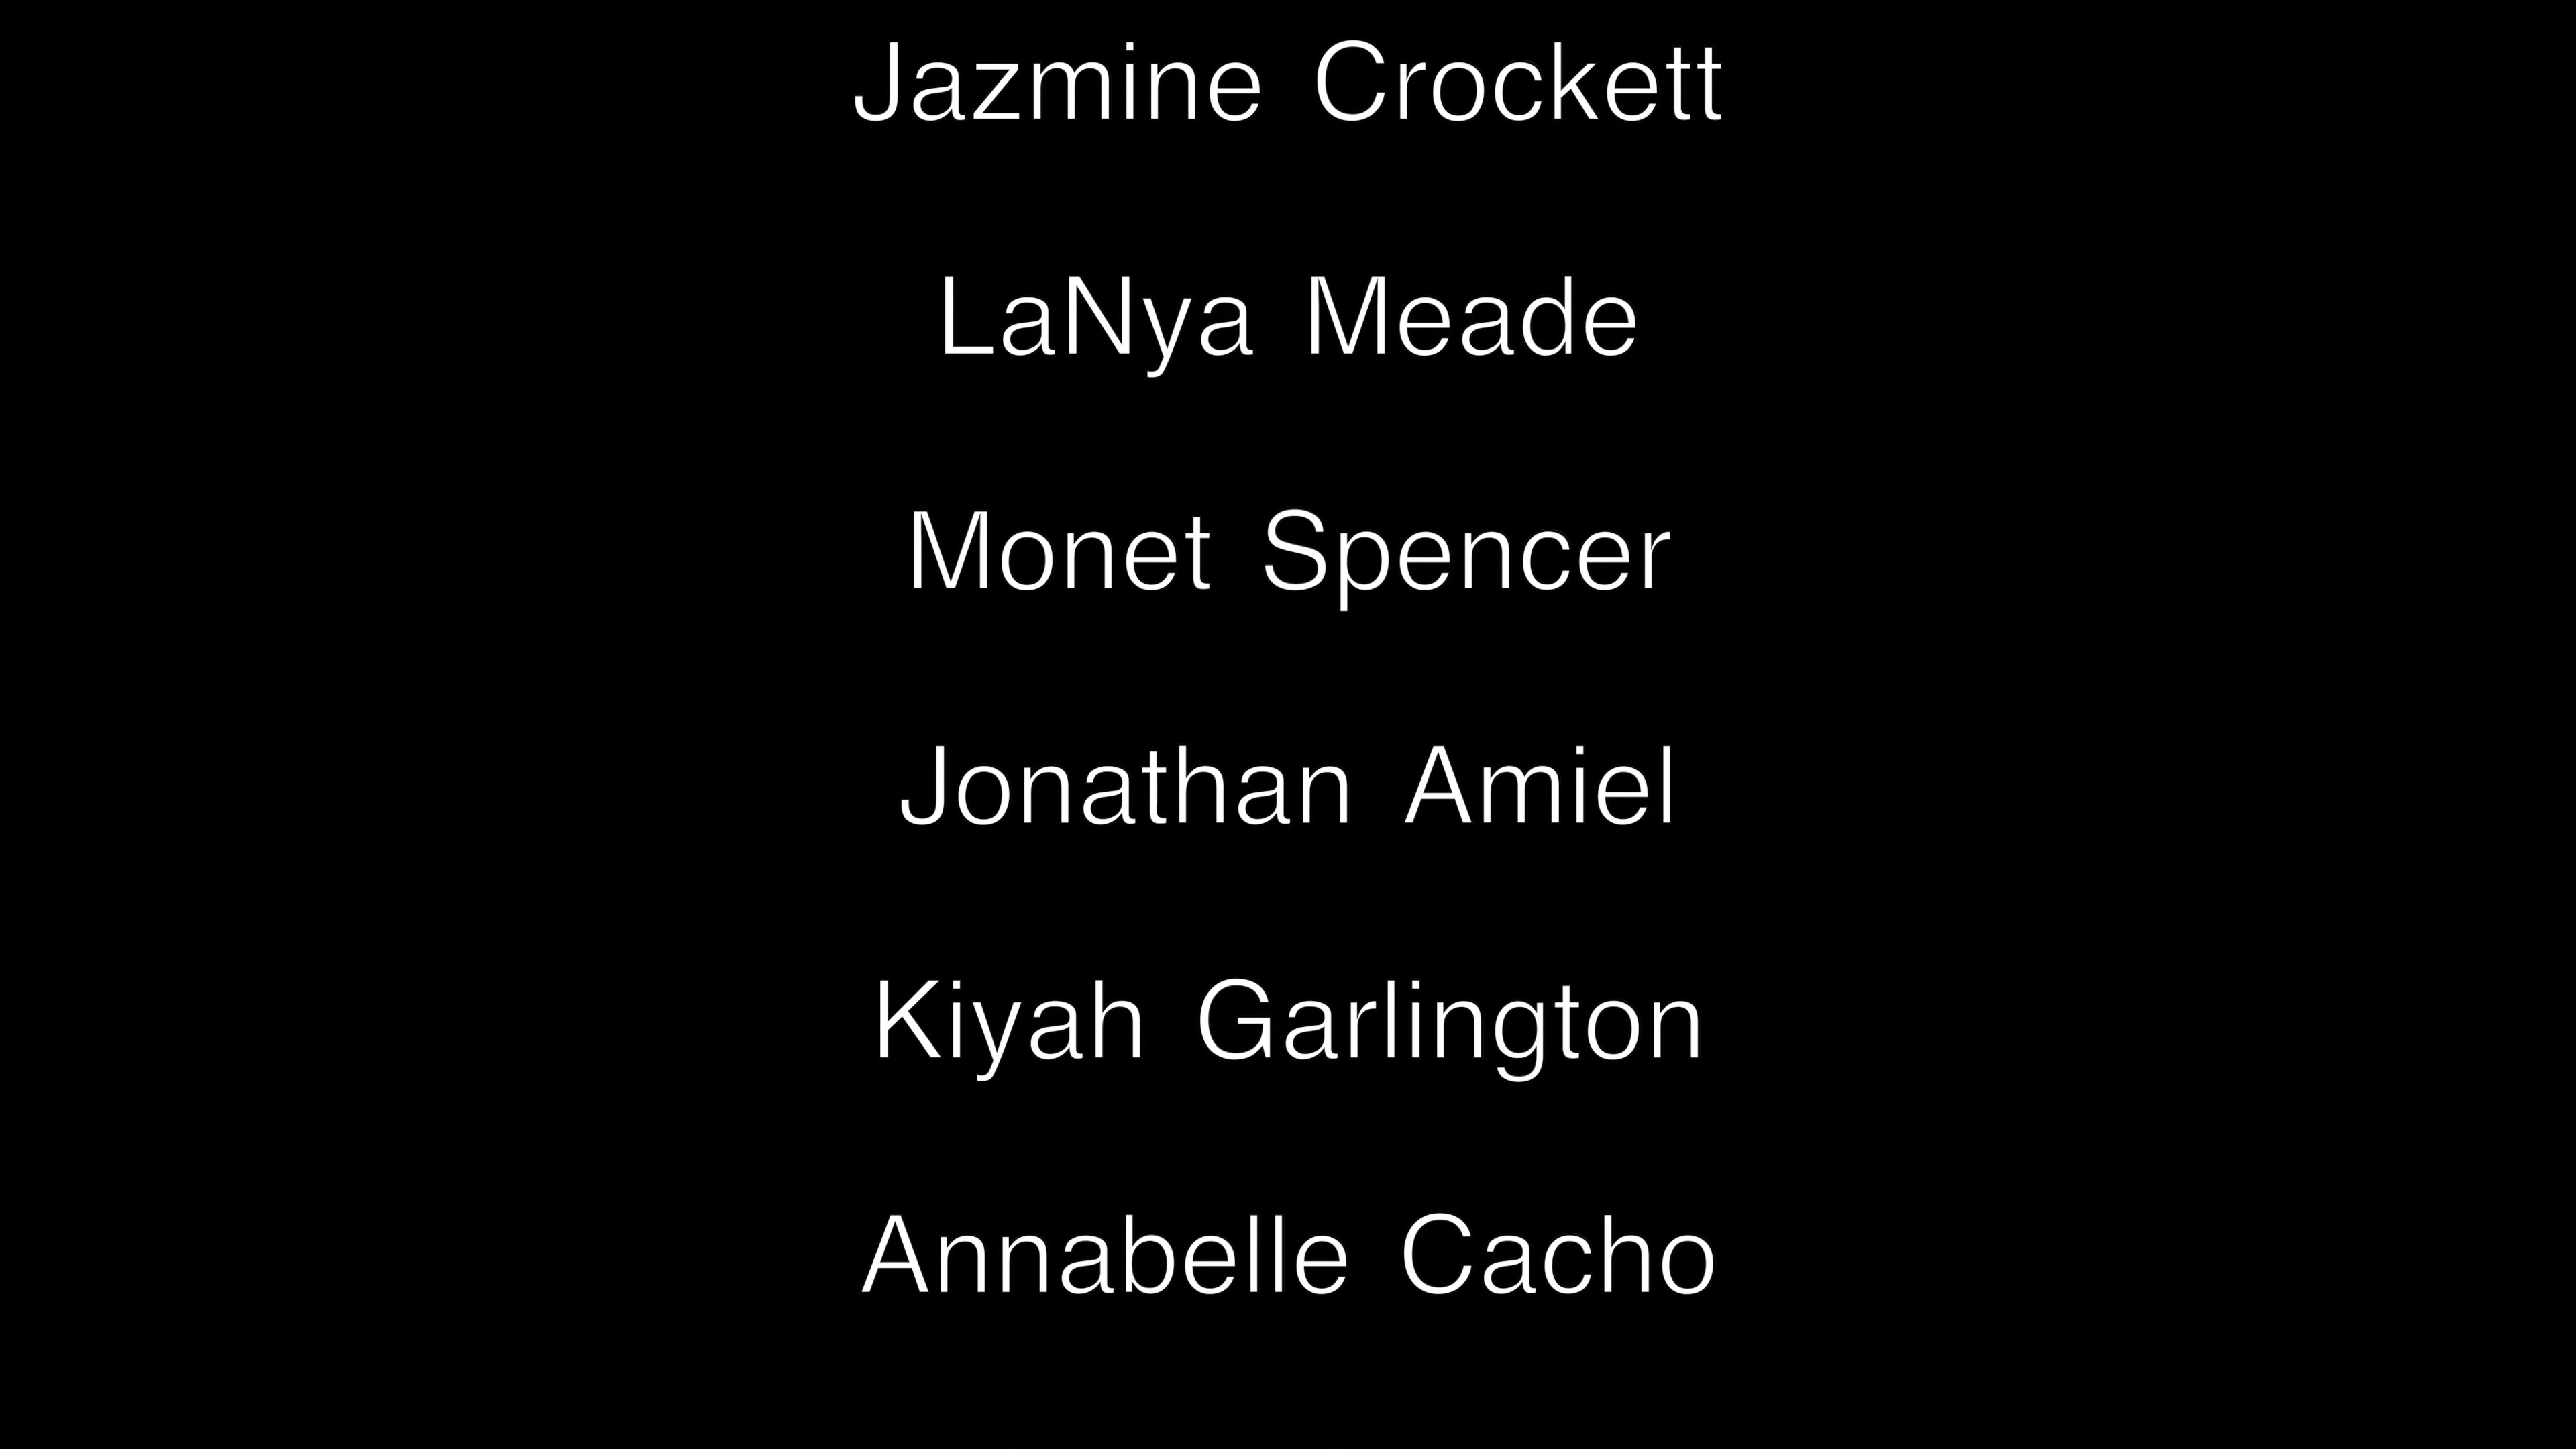 Jazmine Crockett
LaNya Meade
Monet Spencer
Jonathan Amiel
Kiyah Garlington
Annabelle Cacho